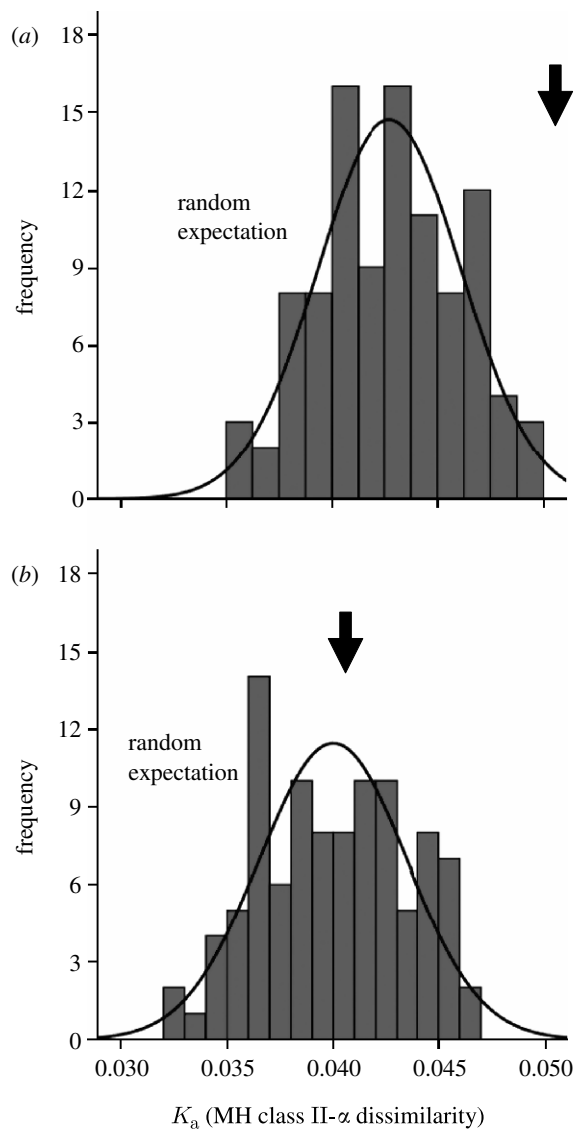 (a)
18
15
12
9
6
3
0
frequency
random
expectation
(b)
18
15
12
9
6
3
0
frequency
random
expectation
0.030 0.035 0.040 0.045 0.050
Ka (MH class II-α dissimilarity)